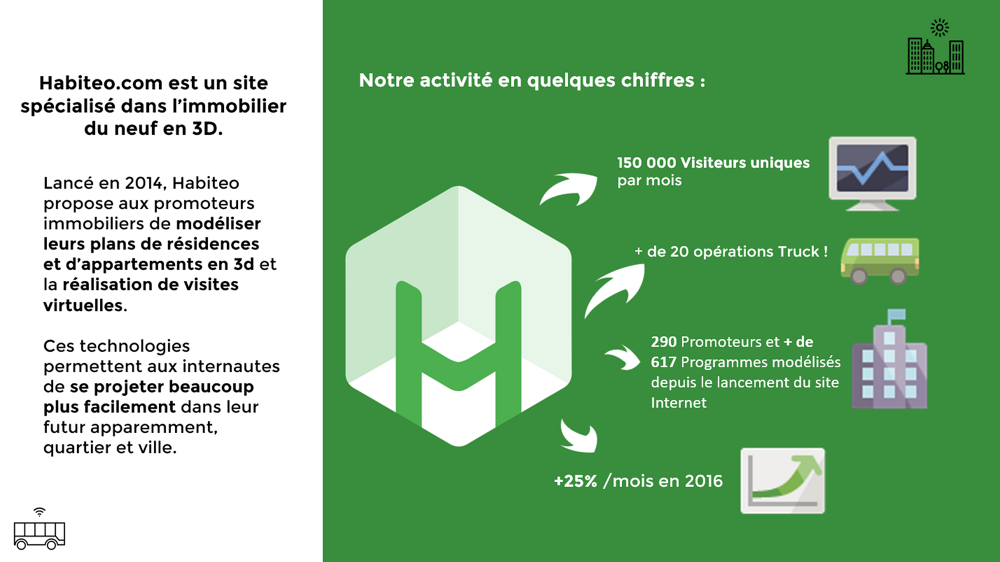 Habiteo.com est un site
spécialisé dans l'immobilier
du neuf en 3D.
Lancé en 2014, Habiteo
propose aux promoteurs
immobiliers de modéliser
leurs plans de résidences
et d'appartements en 3d et
la réalisation de visites
virtuelles.
Ces technologies
permettent aux internautes
de se projeter beaucoup
plus facilement dans leur
futur apparemment,
quartier et ville.
Notre activité en quelques chiffres :
150 000 Visiteurs uniques
par mois
+ de 20 opérations Truck !
290 Promoteurs et + de
617 Programmes modélisés
depuis le lancement du site
Internet
+25% /mois en 2016